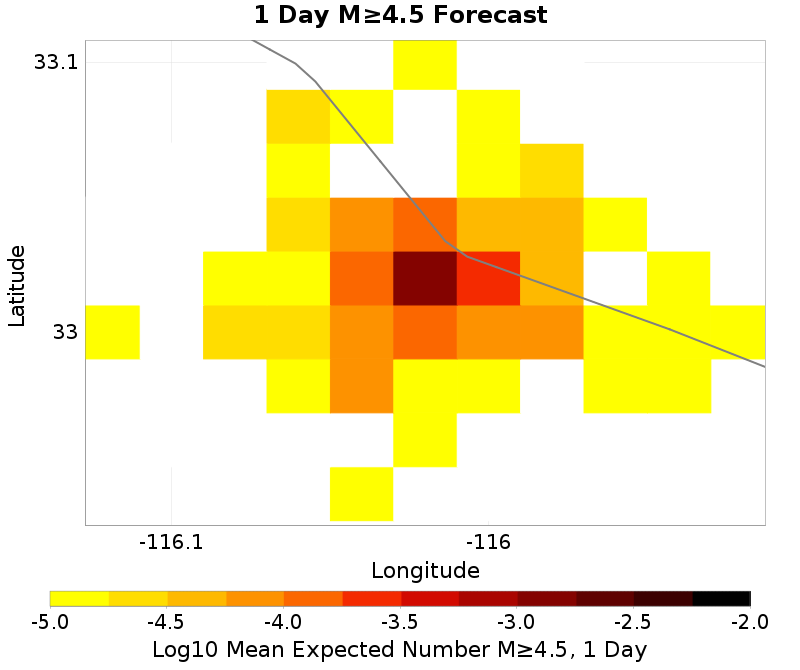 1 Day M≥4.5 Forecast
33.1
33
Latitude
-116.1
-116
Longitude
-5.0 -4.5 -4.0 -3.5 -3.0 -2.5 -2.0
Log10 Mean Expected Number M≥4.5, 1 Day